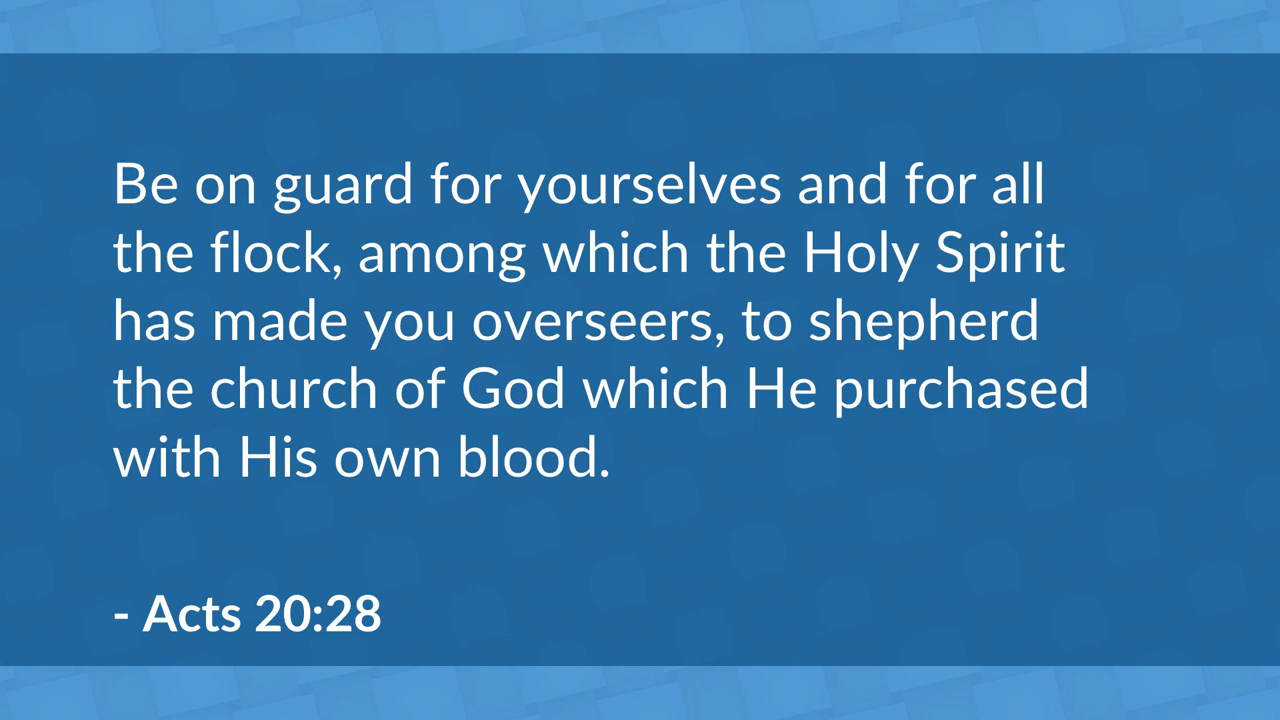 Be on guard for yourselves and for all
the flock, among which the Holy Spirit
has made you overseers, to shepherd
the church of God which He purchased
with His own blood.
- Acts 20:28